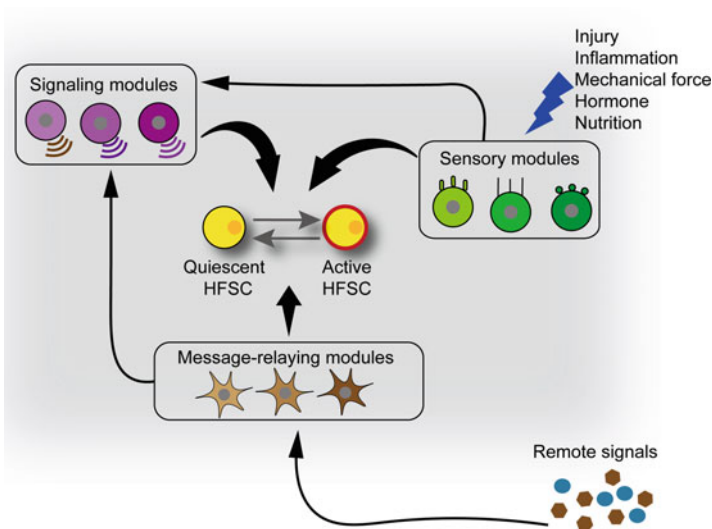 Injury
Inflammation
Mechanical force
Hormone
Nutrition
Signaling modules
Sensory modules
Quiescent
HFSC
Active
HFSC
Message-relaying modules
Remote signals